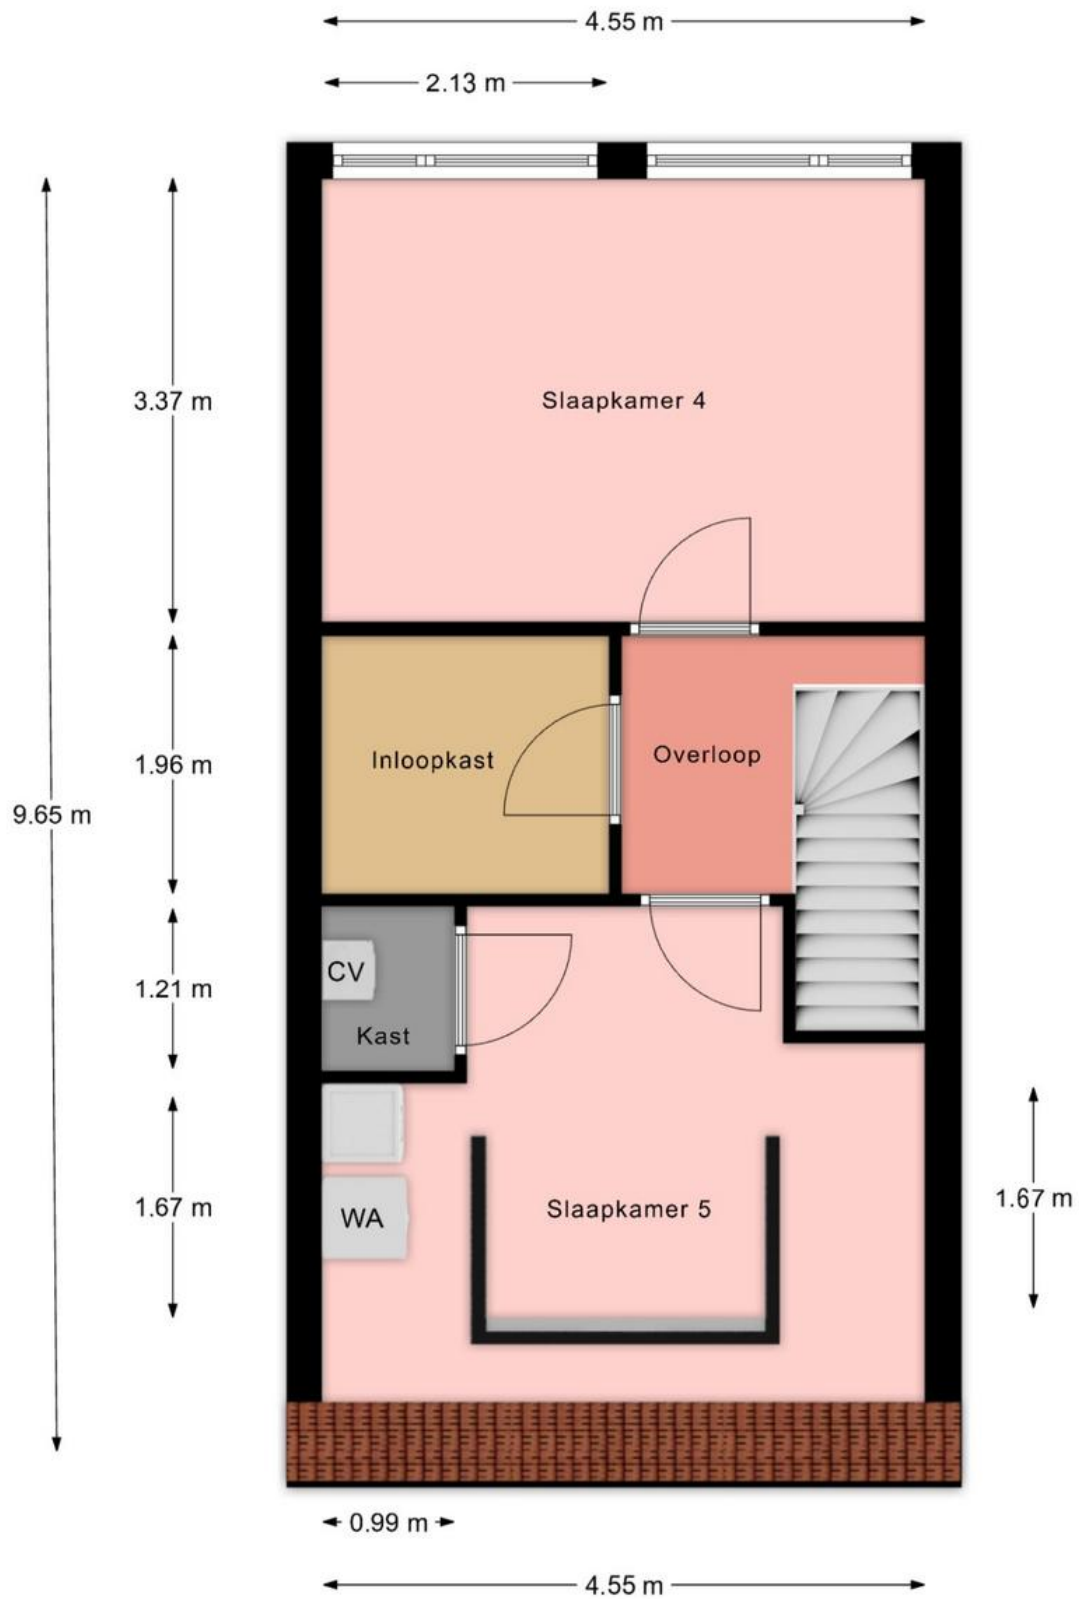 4.55 m
2.13 m
3.37 m
Slaapkamer 4
1.96 m
Inloopkast
Overloop
9.65 m
CV
1.21 m
Kast
1.67 m
WA
Slaapkamer 5
1.67 m
0.99 m
4.55 m